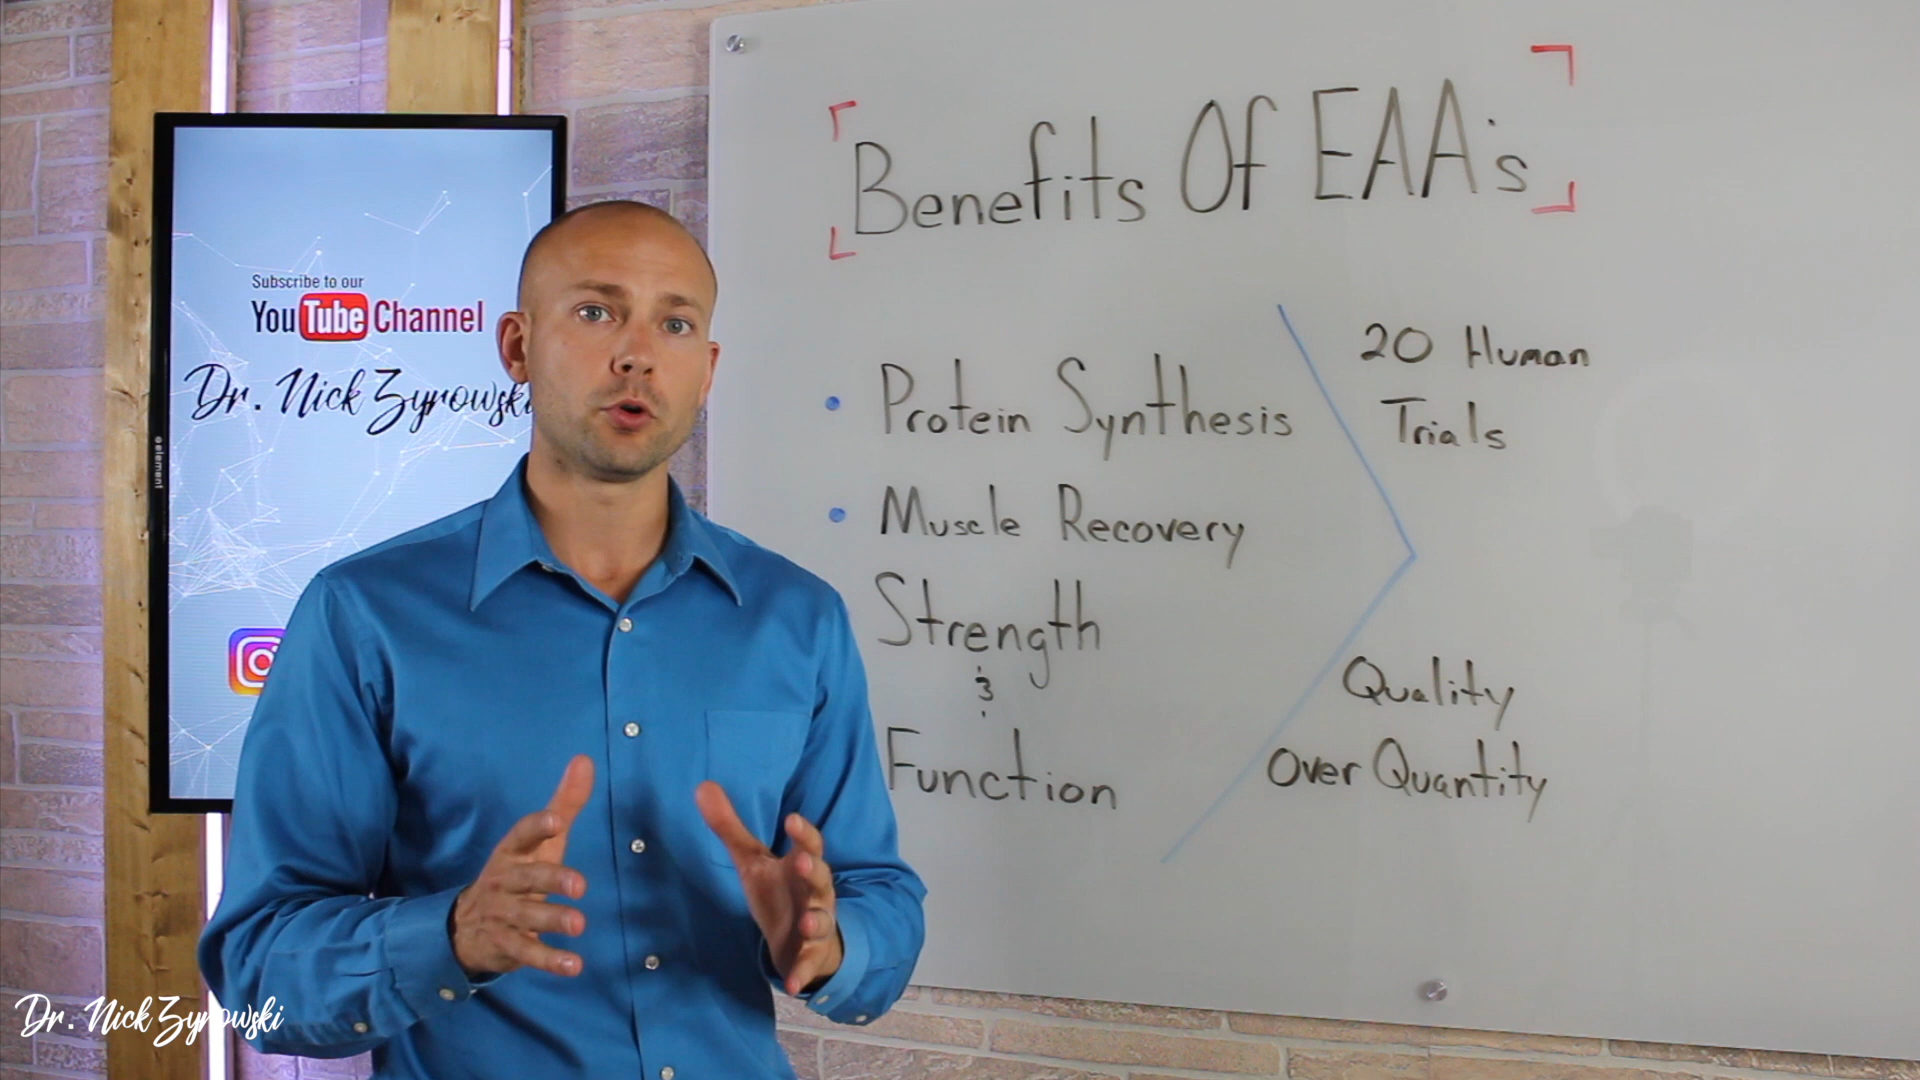 Subscribe to our
YouTube Channel
Dr. Nick Zyrowski
element
Benefits Of EAA's
• Protein Synthesis
• Muscle Recovery
Strength
&
Function
20 Human
Trials
Quality
Over Quantity
Dr. Nick Zyrowski